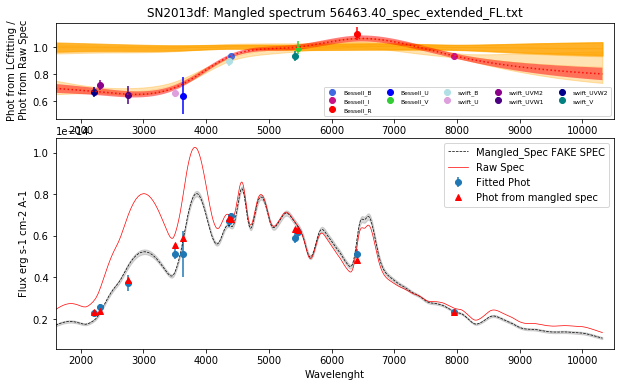 SN2013df: Mangled spectrum 56463.40_spec_extended_FL.txt
Phot from LCfitting /
Phot from Raw Spec
1.0
0.8
0.6
Bessell_B
Bessell_I
Bessell_R
Bessell_U
Bessell_V
swift_B
swift_U
swift_UVM2
swift_UVW1
swift_UVW2
swift_V
2000 3000 4000 5000 6000 7000 8000 9000 10000
1e−14
Flux erg s-1 cm-2 A-1
1.0
0.8
0.6
0.4
0.2
Mangled_Spec FAKE SPEC
Raw Spec
Fitted Phot
Phot from mangled spec
2000 3000 4000 5000 6000 7000 8000 9000 10000
Wavelenght